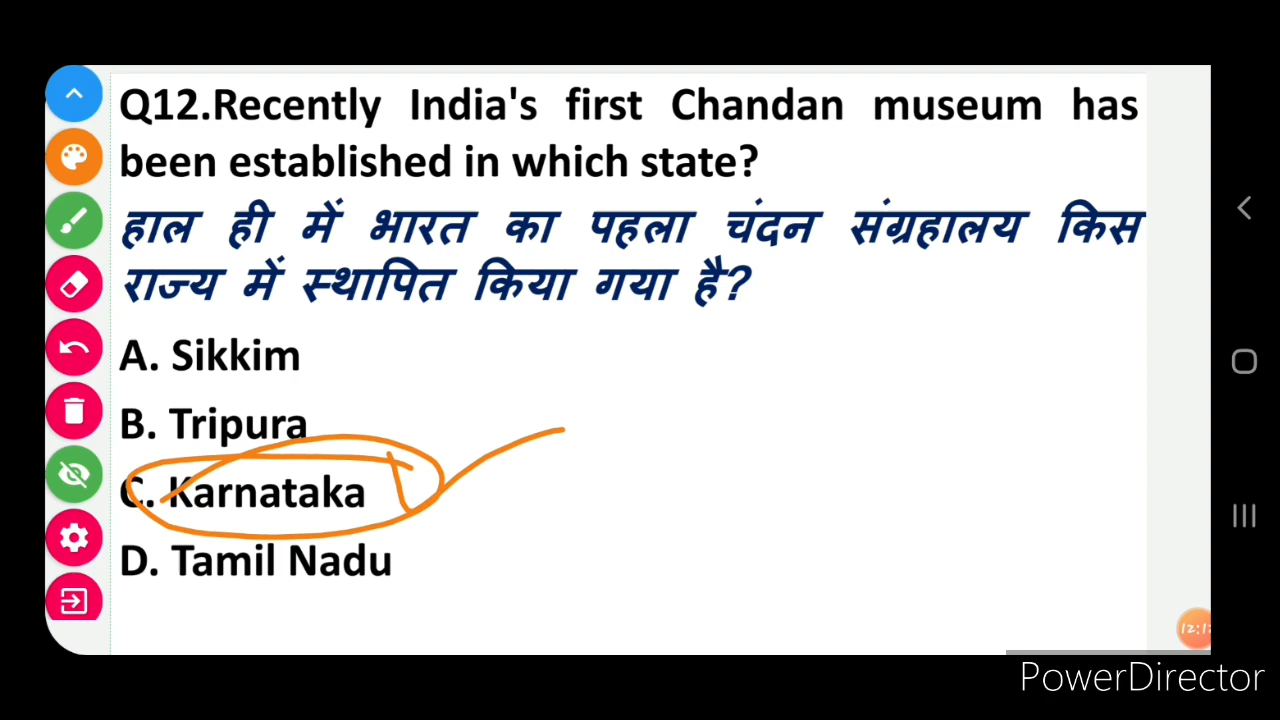 Q12.Recently India's first Chandan museum has
been established in which state?
हाल ही में भारत का पहला चंदन संग्रहालय किस
राज्य में स्थापित किया गया है?
A. Sikkim
B. Tripura
C. Karnataka
D. Tamil Nadu
PowerDirector